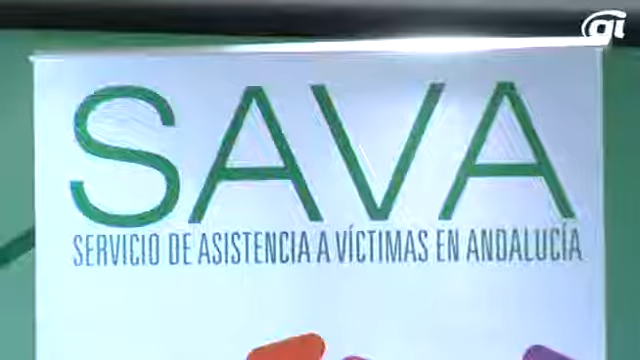 SAVA
SERVICIO DE ASISTENCIA A VÍCTIMAS EN ANDALUCÍA